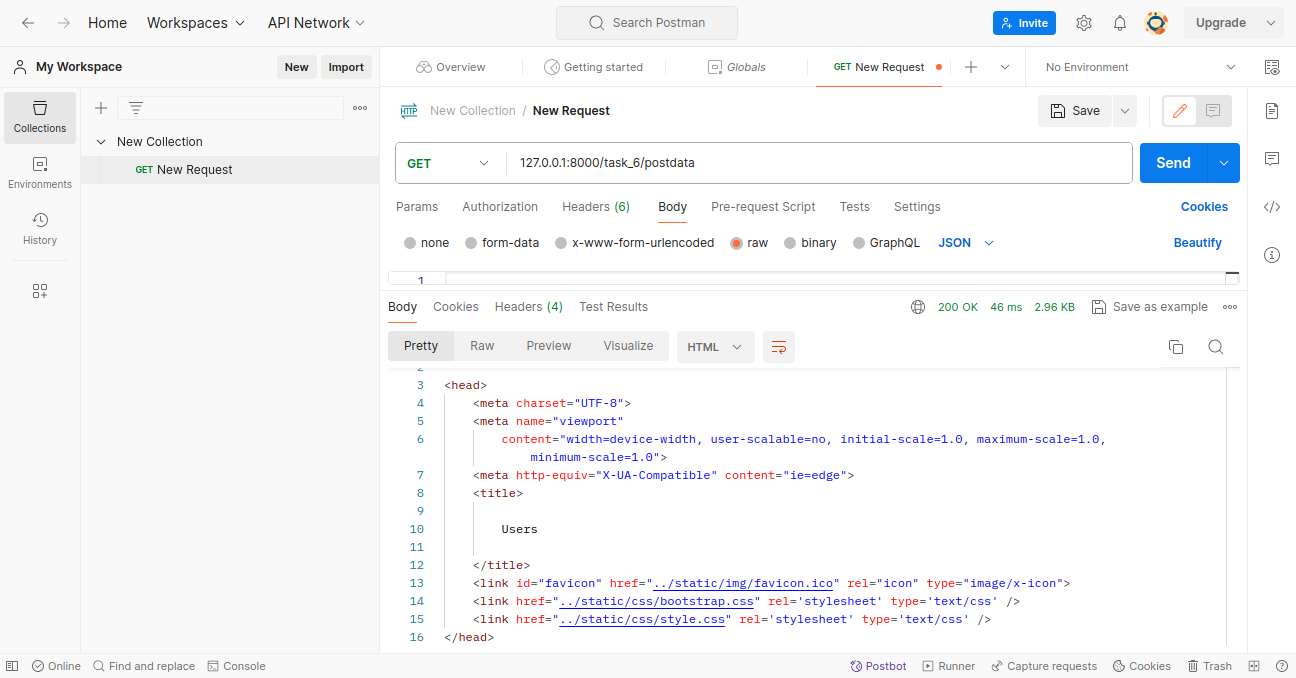 Home Workspaces API Network Search Postman Invite Upgrade
My Workspace New Import Overview Getting started Globals GET New Request No Environment
Collections
Environments
History
New Collection
GET New Request
HTTP New Collection / New Request Save
GET 127.0.0.1:8000/task_6/postdata Send
Params Authorization Headers (6) Body Pre-request Script Tests Settings Cookies
none form-data x-www-form-urlencoded raw binary GraphQL JSON Beautify
1
Body Cookies Headers (4) Test Results 200 OK 46 ms 2.96 KB Save as example
Pretty Raw Preview Visualize HTML
2
3 <head>
4 <meta charset="UTF-8">
5 <meta name="viewport"
6 content="width=device-width, user-scalable=no, initial-scale=1.0, maximum-scale=1.0,
minimum-scale=1.0">
7 <meta http-equiv="X-UA-Compatible" content="ie=edge">
8 <title>
9
10 Users
11
12 </title>
13 <link id="favicon" href="../static/img/favicon.ico" rel="icon" type="image/x-icon">
14 <link href="../static/css/bootstrap.css" rel='stylesheet' type='text/css' />
15 <link href="../static/css/style.css" rel='stylesheet' type='text/css' />
16 </head>
Online Find and replace Console Postbot Runner Capture requests Cookies Trash